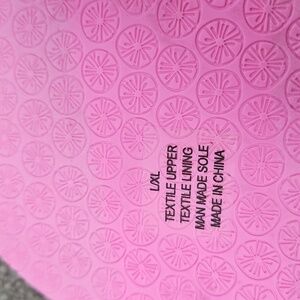 L/XL
TEXTILE UPPER
TEXTILE LINING
MAN MADE SOLE
MADE IN CHINA